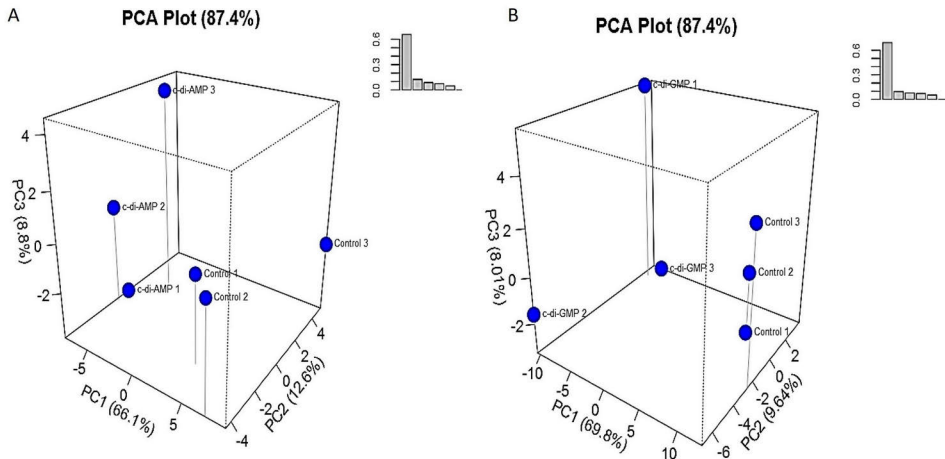 A
PCA Plot (87.4%)
0.0 0.3 0.6
c-di-AMP 3
c-di-AMP 2
c-di-AMP 1
Control 1
Control 2
Control 3
PC3 (8.8%)
4
2
0
-2
PC1 (66.1%)
-5
0
5
PC2 (12.6%)
-4
-2
0
2
4
B
PCA Plot (87.4%)
0.0 0.3 0.6
c-di-GMP 1
c-di-GMP 3
c-di-GMP 2
Control 3
Control 2
Control 1
PC3 (8.01%)
4
2
0
-2
PC1 (69.8%)
-10
-5
0
5
10
PC2 (9.64%)
-6
-4
-2
0
2